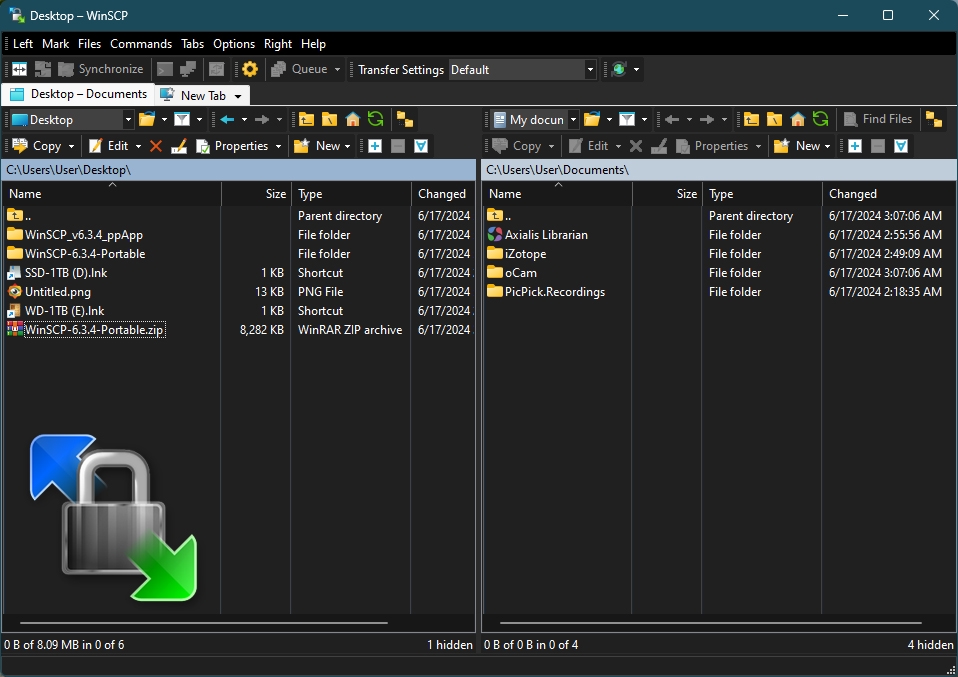 Desktop – WinSCP
Left Mark Files Commands Tabs Options Right Help
Synchronize Queue Transfer Settings Default
Desktop – Documents New Tab
Desktop My docun Find Files
Copy Edit Properties New Copy Edit Properties New
C:\Users\User\Desktop\ C:\Users\User\Documents\
Name Size Type Changed Name Size Type Changed
.. Parent directory 6/17/2024 .. Parent directory 6/17/2024 3:07:06 AM
WinSCP_v6.3.4_ppApp File folder 6/17/2024 Axialis Librarian File folder 6/17/2024 2:55:56 AM
WinSCP-6.3.4-Portable File folder 6/17/2024 iZotope File folder 6/17/2024 2:49:09 AM
SSD-1TB (D).lnk 1 KB Shortcut 6/17/2024 oCam File folder 6/17/2024 3:07:06 AM
Untitled.png 13 KB PNG File 6/17/2024 PicPick.Recordings File folder 6/17/2024 2:18:35 AM
WD-1TB (E).lnk 1 KB Shortcut 6/17/2024
WinSCP-6.3.4-Portable.zip 8,282 KB WinRAR ZIP archive 6/17/2024
0 B of 8.09 MB in 0 of 6 1 hidden 0 B of 0 B in 0 of 4 4 hidden